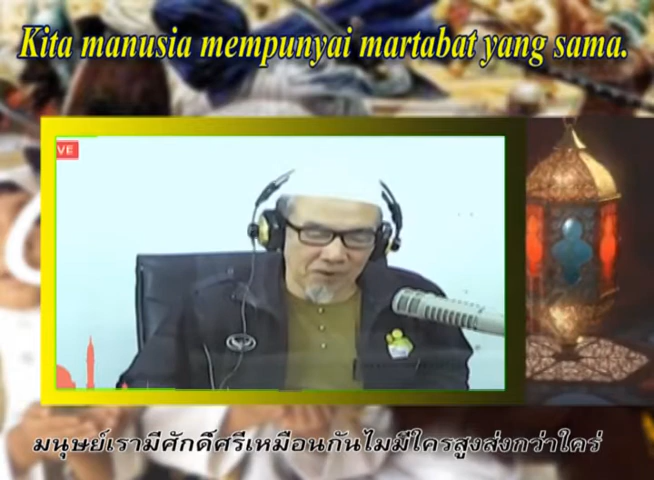 Kita manusia mempunyai martabat yang sama.
VE
มนุษย์เรามีศักดิ์ศรีเหมือนกันไม่มีใครสูงส่งกว่าใคร่